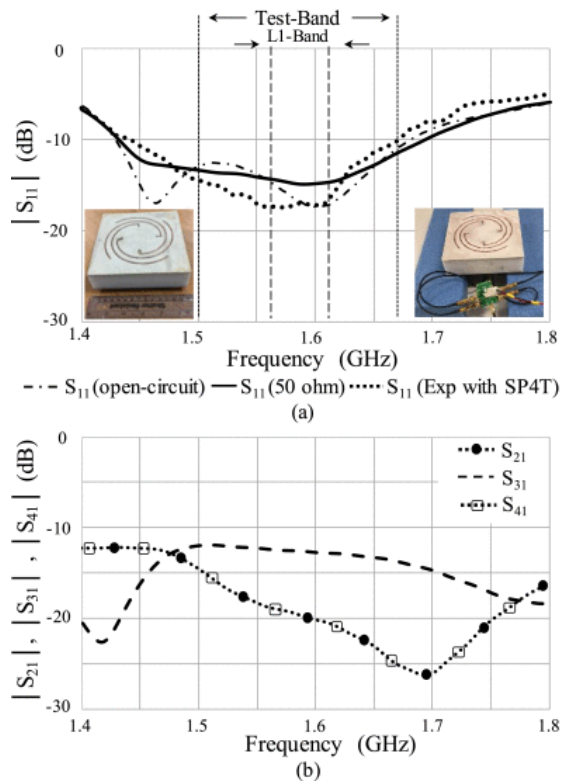 Test-Band
L1-Band
0
-10
-20
-30
|S11| (dB)
1.4 1.5 1.6 1.7 1.8
Frequency (GHz)
S11(open-circuit) S11(50 ohm) S11(Exp with SP4T)
(a)
0
-10
-20
-30
|S21|, |S31|, |S41| (dB)
S21
S31
S41
1.4 1.5 1.6 1.7 1.8
Frequency (GHz)
(b)